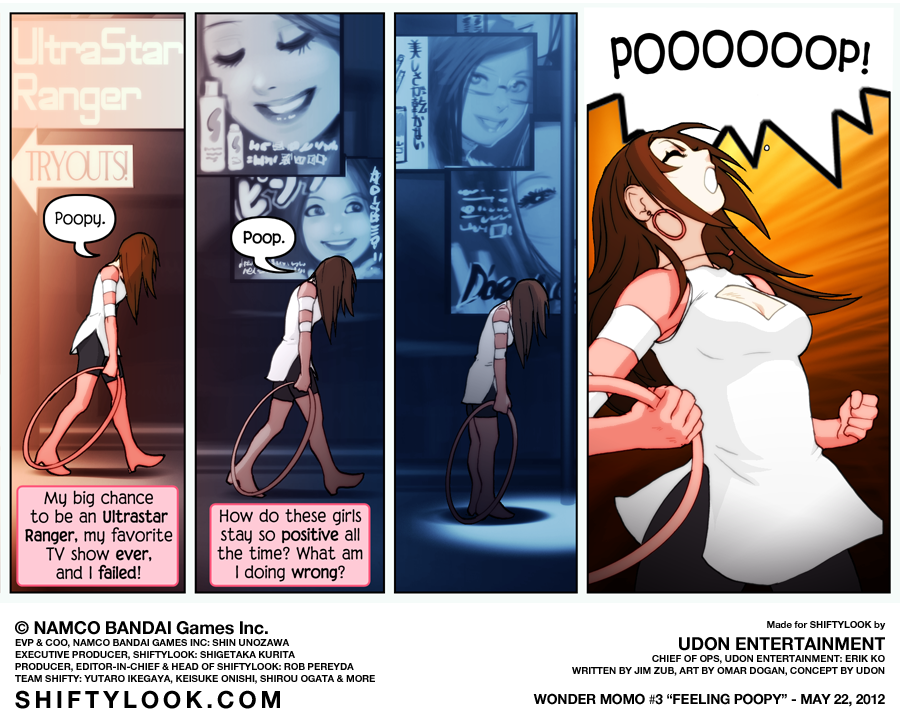 UltraStar
Ranger
TRYOUTS!
Poopy.
My big chance
to be an Ultrastar
Ranger, my favorite
TV show ever,
and I failed!
Poop.
How do these girls
stay so positive all
the time? What am
I doing wrong?
美しさが乾かない
POOOOOOP!
© NAMCO BANDAI Games Inc.
EVP & COO, NAMCO BANDAI GAMES INC: SHIN UNOZAWA
EXECUTIVE PRODUCER, SHIFTYLOOK: SHIGETAKA KURITA
PRODUCER, EDITOR-IN-CHIEF & HEAD OF SHIFTYLOOK: ROB PEREYDA
TEAM SHIFTY: YUTARO IKEGAYA, KEISUKE ONISHI, SHIROU OGATA & MORE
SHIFTYLOOK.COM
Made for SHIFTYLOOK by
UDON ENTERTAINMENT
CHIEF OF OPS, UDON ENTERTAINMENT: ERIK KO
WRITTEN BY JIM ZUB, ART BY OMAR DOGAN, CONCEPT BY UDON
WONDER MOMO #3 “FEELING POOPY” - MAY 22, 2012